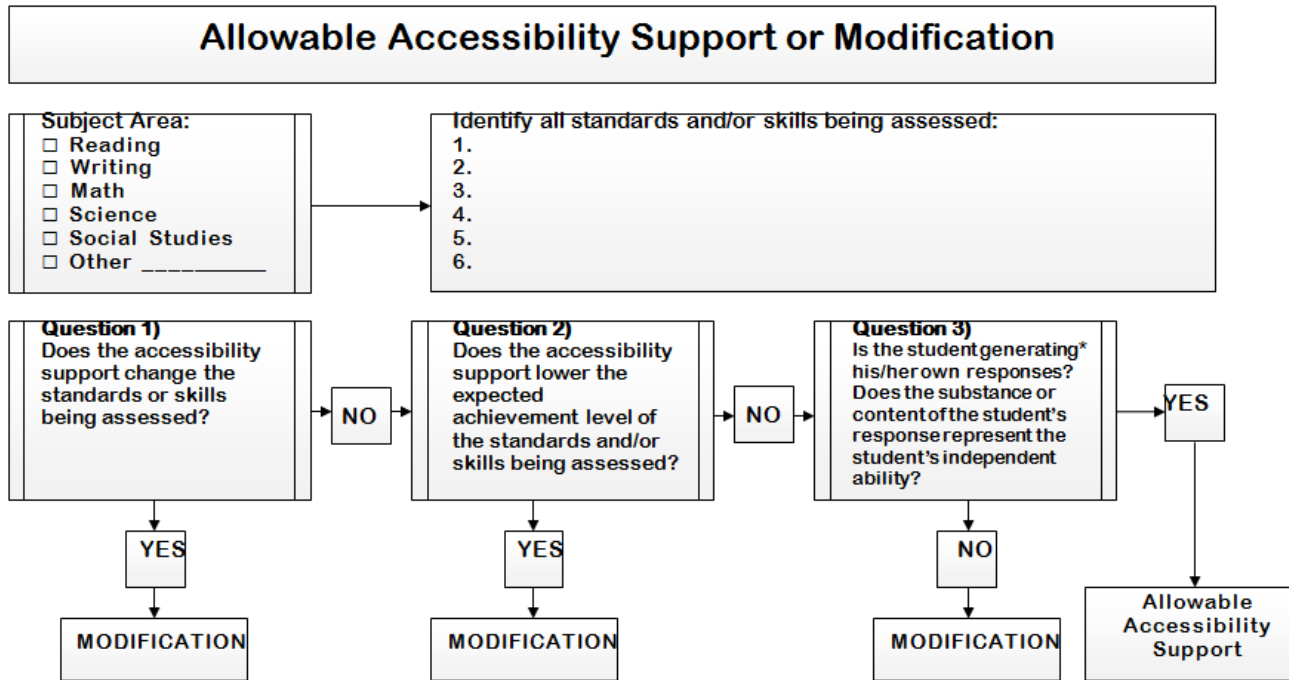 Allowable Accessibility Support or Modification
Subject Area:
☐ Reading
☐ Writing
☐ Math
☐ Science
☐ Social Studies
☐ Other __________
Identify all standards and/or skills being assessed:
1.
2.
3.
4.
5.
6.
Question 1)
Does the accessibility
support change the
standards or skills
being assessed?
NO
Question 2)
Does the accessibility
support lower the
expected
achievement level of
the standards and/or
skills being assessed?
NO
Question 3)
Is the student generating*
his/her own responses?
Does the substance or
content of the student's
response represent the
student's independent
ability?
YES
YES
YES
NO
MODIFICATION
MODIFICATION
MODIFICATION
Allowable
Accessibility
Support